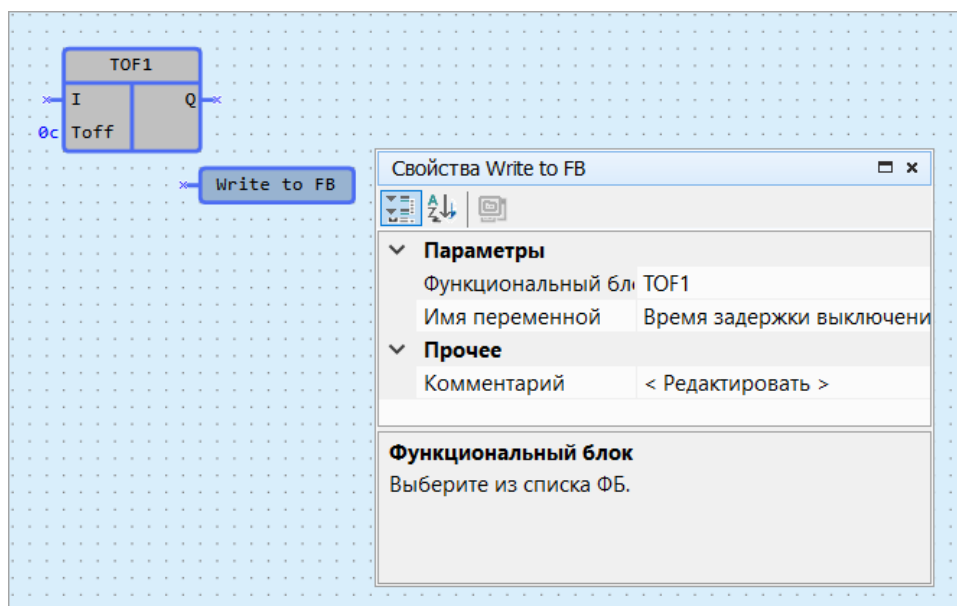 TOF1
I Q
0c Toff
Write to FB
Свойства Write to FB
Параметры
Функциональный бл TOF1
Имя переменной Время задержки выключени
Прочее
Комментарий < Редактировать >
Функциональный блок
Выберите из списка ФБ.